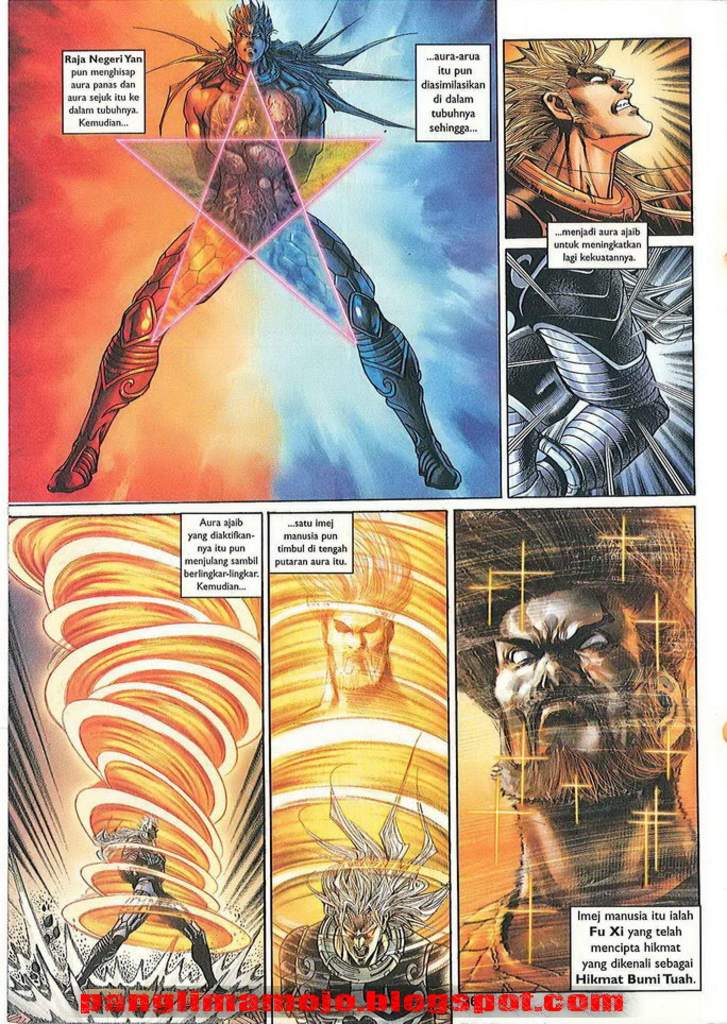 Raja Negeri Yan
pun menghisap
aura panas dan
aura sejuk itu ke
dalam tubuhnya.
Kemudian...
...aura-arua
itu pun
diasimilasikan
di dalam
tubuhnya
sehingga...
...menjadi aura ajaib
untuk meningkatkan
lagi kekuatannya.
Aura ajaib
yang diaktifkan-
nya itu pun
menjulang sambil
berlingkar-lingkar.
Kemudian...
...satu imej
manusia pun
timbul di tengah
putaran aura itu.
Imej manusia itu ialah
Fu Xi yang telah
mencipta hikmat
yang dikenali sebagai
Hikmat Bumi Tuah.
panglimamojo.blogspot.com